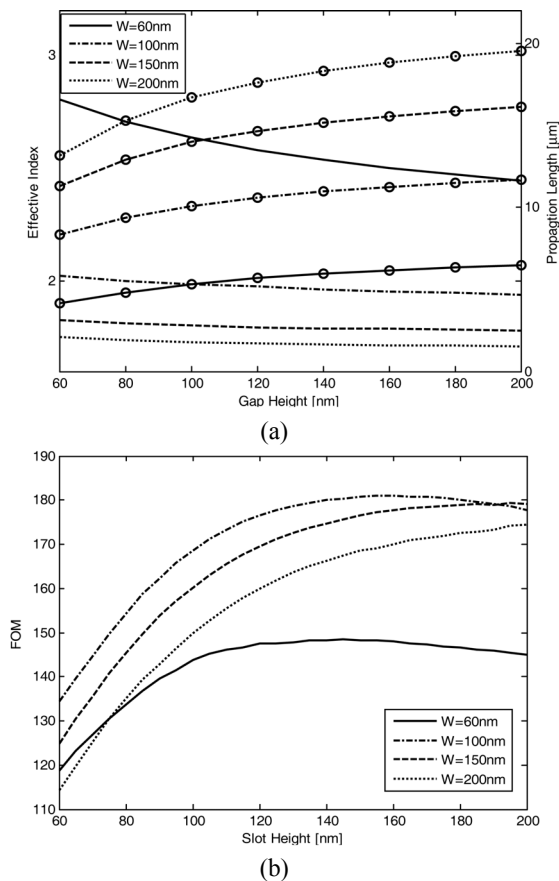 W=60nm
W=100nm
W=150nm
W=200nm
3
2
Effective Index
20
10
0
Propagtion Length [μm]
60 80 100 120 140 160 180 200
Gap Height [nm]
(a)
190
180
170
160
150
140
130
120
110
FOM
W=60nm
W=100nm
W=150nm
W=200nm
60 80 100 120 140 160 180 200
Slot Height [nm]
(b)